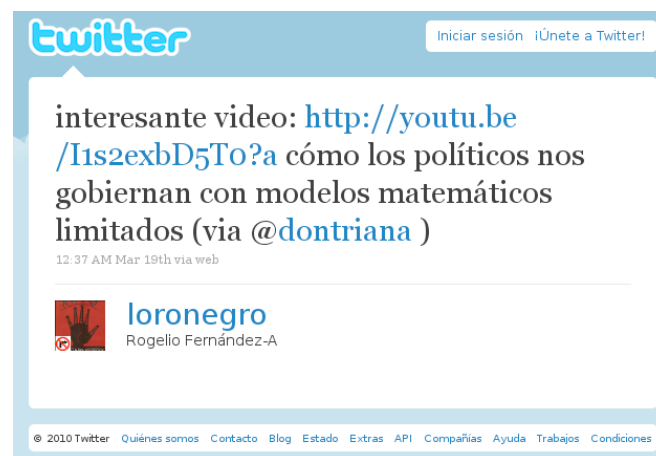 twitter
Iniciar sesión ¡Únete a Twitter!
interesante video: http://youtu.be
/I1s2exbD5T0?a cómo los políticos nos
gobiernan con modelos matemáticos
limitados (via @dontriana )
12:37 AM Mar 19th via web
loronegro
Rogelio Fernández-A
© 2010 Twitter Quiénes somos Contacto Blog Estado Extras API Compañías Ayuda Trabajos Condiciones